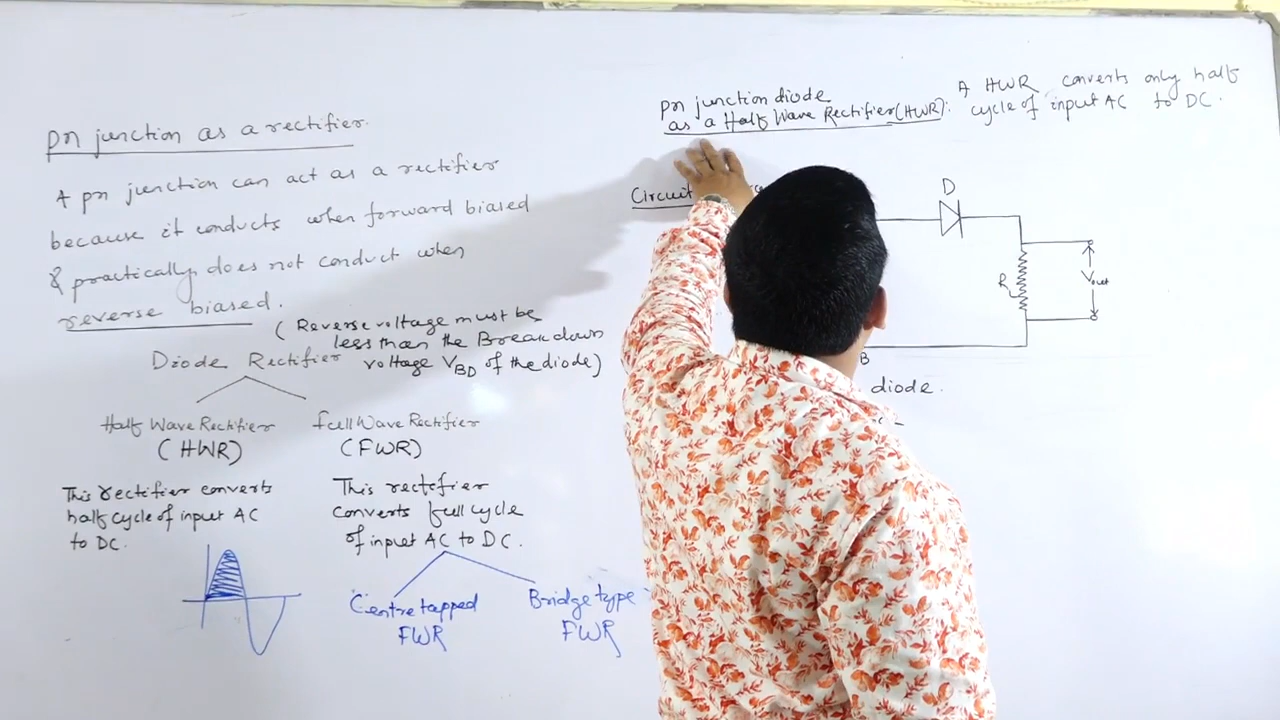 pn junction as a rectifier.
A pn junction can act as a rectifier
because it conducts when forward biased
& practically does not conduct when
reverse biased.
( Reverse voltage must be
less than the Breakdown
voltage VBD of the diode)
Diode Rectifier
Half Wave Rectifier
(HWR)
Full Wave Rectifier
(FWR)
This rectifier converts
half cycle of input AC
to DC.
This rectifier
converts full cycle
of input AC to DC.
Centre tapped
FWR
Bridge type
FWR
pn junction diode
as a Half Wave Rectifier(HWR):
A HWR converts only half
cycle of input AC to DC.
Circuit
D
R
Vout
B
diode.